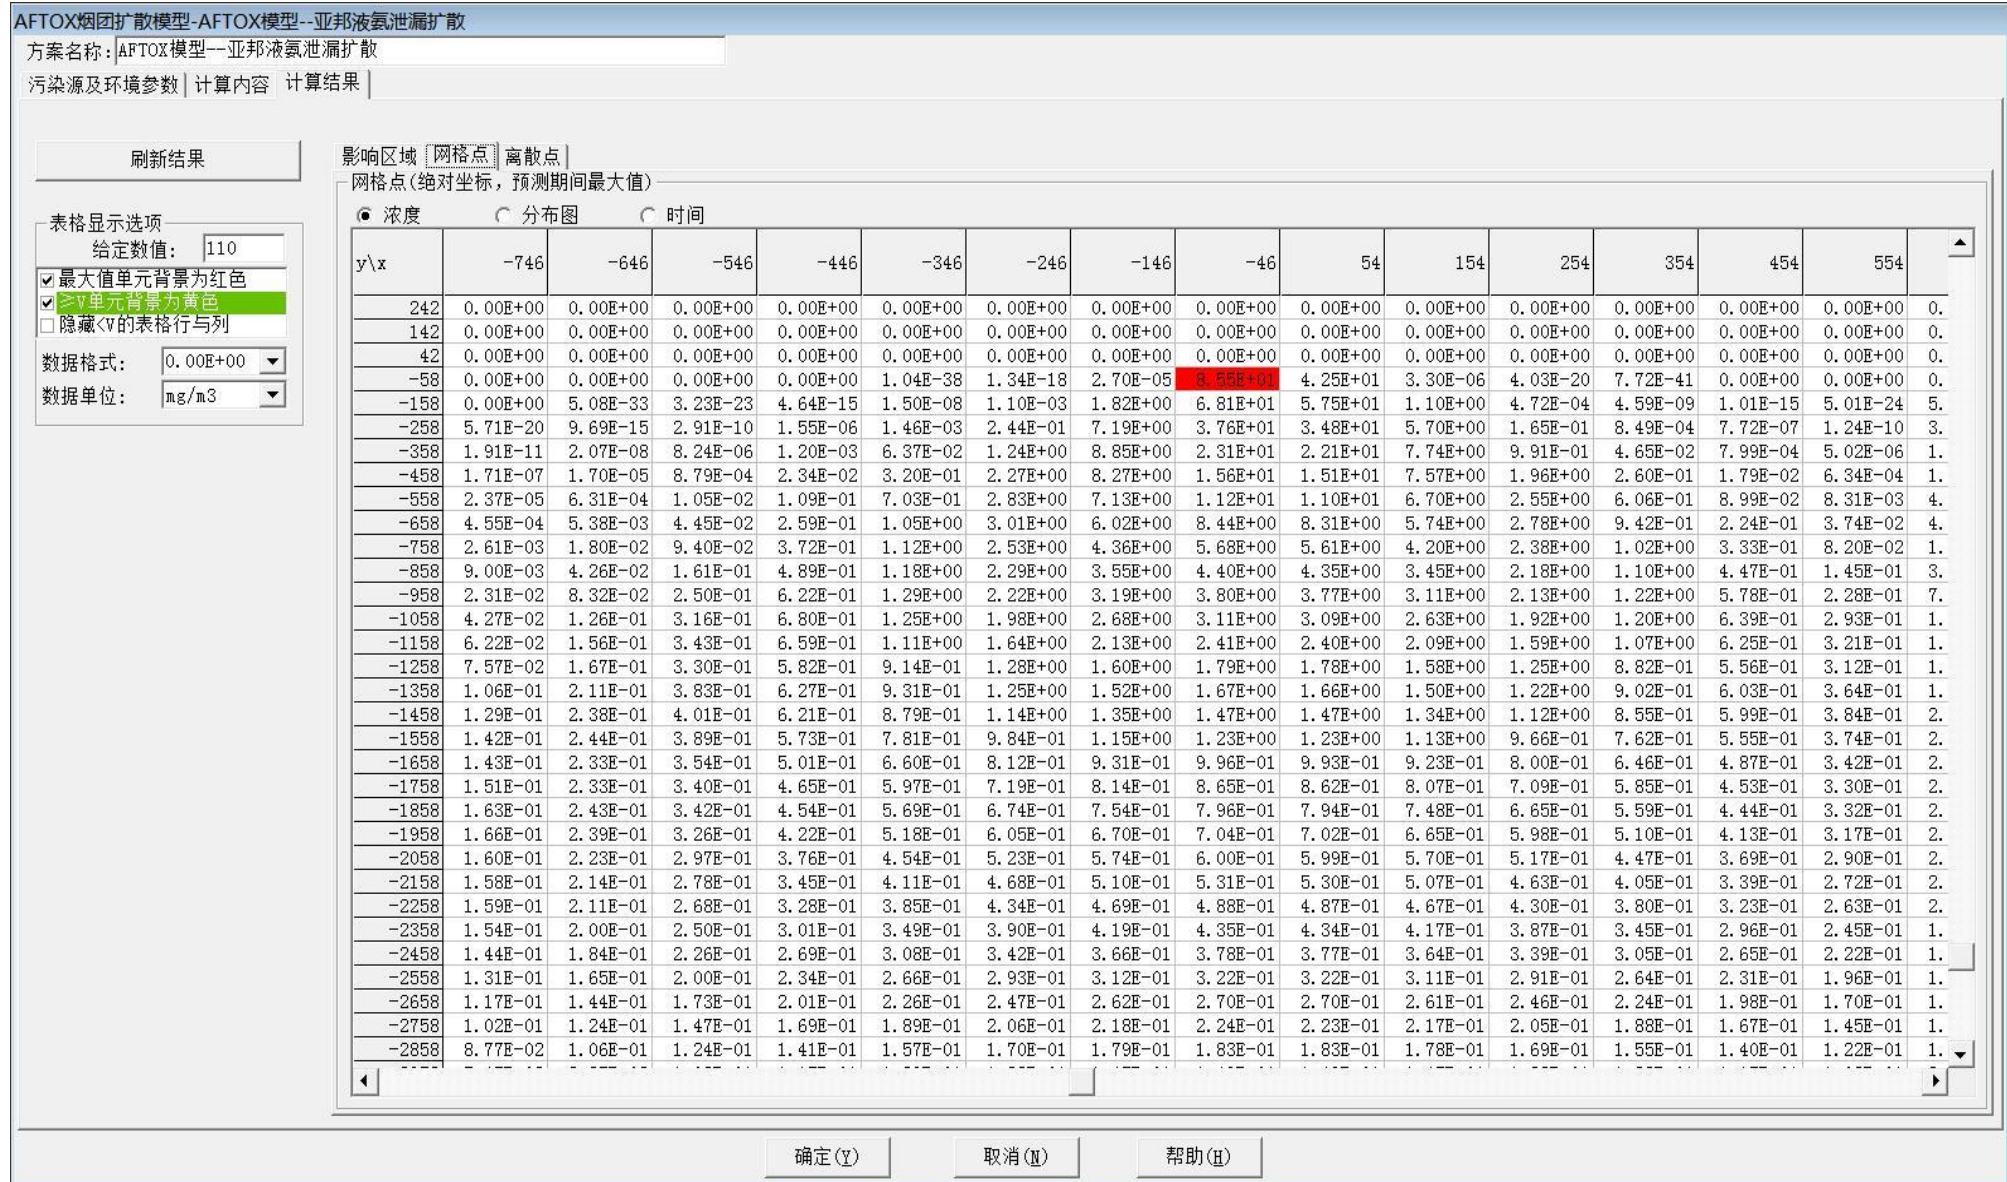 AFTOX烟团扩散模型-AFTOX模型--亚邦液氨泄漏扩散
方案名称: AFTOX模型--亚邦液氨泄漏扩散
污染源及环境参数 计算内容 计算结果
刷新结果
表格显示选项
给定数值: 110
最大值单元背景为红色
≥V单元背景为黄色
隐藏<V的表格行与列
数据格式: 0.00E+00
数据单位: mg/m3
影响区域 网格点 离散点
网格点(绝对坐标，预测期间最大值)
浓度 分布图 时间
y\x -746 -646 -546 -446 -346 -246 -146 -46 54 154 254 354 454 554
242 0.00E+00 0.00E+00 0.00E+00 0.00E+00 0.00E+00 0.00E+00 0.00E+00 0.00E+00 0.00E+00 0.00E+00 0.00E+00 0.00E+00 0.00E+00 0.00E+00 0.
142 0.00E+00 0.00E+00 0.00E+00 0.00E+00 0.00E+00 0.00E+00 0.00E+00 0.00E+00 0.00E+00 0.00E+00 0.00E+00 0.00E+00 0.00E+00 0.00E+00 0.
42 0.00E+00 0.00E+00 0.00E+00 0.00E+00 0.00E+00 0.00E+00 0.00E+00 0.00E+00 0.00E+00 0.00E+00 0.00E+00 0.00E+00 0.00E+00 0.00E+00 0.
-58 0.00E+00 0.00E+00 0.00E+00 0.00E+00 1.04E-38 1.34E-18 2.70E-05 8.55E+01 4.25E+01 3.30E-06 4.03E-20 7.72E-41 0.00E+00 0.00E+00 0.
-158 0.00E+00 5.08E-33 3.23E-23 4.64E-15 1.50E-08 1.10E-03 1.82E+00 6.81E+01 5.75E+01 1.10E+00 4.72E-04 4.59E-09 1.01E-15 5.01E-24 5.
-258 5.71E-20 9.69E-15 2.91E-10 1.55E-06 1.46E-03 2.44E-01 7.19E+00 3.76E+01 3.48E+01 5.70E+00 1.65E-01 8.49E-04 7.72E-07 1.24E-10 3.
-358 1.91E-11 2.07E-08 8.24E-06 1.20E-03 6.37E-02 1.24E+00 8.85E+00 2.31E+01 2.21E+01 7.74E+00 9.91E-01 4.65E-02 7.99E-04 5.02E-06 1.
-458 1.71E-07 1.70E-05 8.79E-04 2.34E-02 3.20E-01 2.27E+00 8.27E+00 1.56E+01 1.51E+01 7.57E+00 1.96E+00 2.60E-01 1.79E-02 6.34E-04 1.
-558 2.37E-05 6.31E-04 1.05E-02 1.09E-01 7.03E-01 2.83E+00 7.13E+00 1.12E+01 1.10E+01 6.70E+00 2.55E+00 6.06E-01 8.99E-02 8.31E-03 4.
-658 4.55E-04 5.38E-03 4.45E-02 2.59E-01 1.05E+00 3.01E+00 6.02E+00 8.44E+00 8.31E+00 5.74E+00 2.78E+00 9.42E-01 2.24E-01 3.74E-02 4.
-758 2.61E-03 1.80E-02 9.40E-02 3.72E-01 1.12E+00 2.53E+00 4.36E+00 5.68E+00 5.61E+00 4.20E+00 2.38E+00 1.02E+00 3.33E-01 8.20E-02 1.
-858 9.00E-03 4.26E-02 1.61E-01 4.89E-01 1.18E+00 2.29E+00 3.55E+00 4.40E+00 4.35E+00 3.45E+00 2.18E+00 1.10E+00 4.47E-01 1.45E-01 3.
-958 2.31E-02 8.32E-02 2.50E-01 6.22E-01 1.29E+00 2.22E+00 3.19E+00 3.80E+00 3.77E+00 3.11E+00 2.13E+00 1.22E+00 5.78E-01 2.28E-01 7.
-1058 4.27E-02 1.26E-01 3.16E-01 6.80E-01 1.25E+00 1.98E+00 2.68E+00 3.11E+00 3.09E+00 2.63E+00 1.92E+00 1.20E+00 6.39E-01 2.93E-01 1.
-1158 6.22E-02 1.56E-01 3.43E-01 6.59E-01 1.11E+00 1.64E+00 2.13E+00 2.41E+00 2.40E+00 2.09E+00 1.59E+00 1.07E+00 6.25E-01 3.21E-01 1.
-1258 7.57E-02 1.67E-01 3.30E-01 5.82E-01 9.14E-01 1.28E+00 1.60E+00 1.79E+00 1.78E+00 1.58E+00 1.25E+00 8.82E-01 5.56E-01 3.12E-01 1.
-1358 1.06E-01 2.11E-01 3.83E-01 6.27E-01 9.31E-01 1.25E+00 1.52E+00 1.67E+00 1.66E+00 1.50E+00 1.22E+00 9.02E-01 6.03E-01 3.64E-01 1.
-1458 1.29E-01 2.38E-01 4.01E-01 6.21E-01 8.79E-01 1.14E+00 1.35E+00 1.47E+00 1.47E+00 1.34E+00 1.12E+00 8.55E-01 5.99E-01 3.84E-01 2.
-1558 1.42E-01 2.44E-01 3.89E-01 5.73E-01 7.81E-01 9.84E-01 1.15E+00 1.23E+00 1.23E+00 1.13E+00 9.66E-01 7.62E-01 5.55E-01 3.74E-01 2.
-1658 1.43E-01 2.33E-01 3.54E-01 5.01E-01 6.60E-01 8.12E-01 9.31E-01 9.96E-01 9.93E-01 9.23E-01 8.00E-01 6.46E-01 4.87E-01 3.42E-01 2.
-1758 1.51E-01 2.33E-01 3.40E-01 4.65E-01 5.97E-01 7.19E-01 8.14E-01 8.65E-01 8.62E-01 8.07E-01 7.09E-01 5.85E-01 4.53E-01 3.30E-01 2.
-1858 1.63E-01 2.43E-01 3.42E-01 4.54E-01 5.69E-01 6.74E-01 7.54E-01 7.96E-01 7.94E-01 7.48E-01 6.65E-01 5.59E-01 4.44E-01 3.32E-01 2.
-1958 1.66E-01 2.39E-01 3.26E-01 4.22E-01 5.18E-01 6.05E-01 6.70E-01 7.04E-01 7.02E-01 6.65E-01 5.98E-01 5.10E-01 4.13E-01 3.17E-01 2.
-2058 1.60E-01 2.23E-01 2.97E-01 3.76E-01 4.54E-01 5.23E-01 5.74E-01 6.00E-01 5.99E-01 5.70E-01 5.17E-01 4.47E-01 3.69E-01 2.90E-01 2.
-2158 1.58E-01 2.14E-01 2.78E-01 3.45E-01 4.11E-01 4.68E-01 5.10E-01 5.31E-01 5.30E-01 5.07E-01 4.63E-01 4.05E-01 3.39E-01 2.72E-01 2.
-2258 1.59E-01 2.11E-01 2.68E-01 3.28E-01 3.85E-01 4.34E-01 4.69E-01 4.88E-01 4.87E-01 4.67E-01 4.30E-01 3.80E-01 3.23E-01 2.63E-01 2.
-2358 1.54E-01 2.00E-01 2.50E-01 3.01E-01 3.49E-01 3.90E-01 4.19E-01 4.35E-01 4.34E-01 4.17E-01 3.87E-01 3.45E-01 2.96E-01 2.45E-01 1.
-2458 1.44E-01 1.84E-01 2.26E-01 2.69E-01 3.08E-01 3.42E-01 3.66E-01 3.78E-01 3.77E-01 3.64E-01 3.39E-01 3.05E-01 2.65E-01 2.22E-01 1.
-2558 1.31E-01 1.65E-01 2.00E-01 2.34E-01 2.66E-01 2.93E-01 3.12E-01 3.22E-01 3.22E-01 3.11E-01 2.91E-01 2.64E-01 2.31E-01 1.96E-01 1.
-2658 1.17E-01 1.44E-01 1.73E-01 2.01E-01 2.26E-01 2.47E-01 2.62E-01 2.70E-01 2.70E-01 2.61E-01 2.46E-01 2.24E-01 1.98E-01 1.70E-01 1.
-2758 1.02E-01 1.24E-01 1.47E-01 1.69E-01 1.89E-01 2.06E-01 2.18E-01 2.24E-01 2.23E-01 2.17E-01 2.05E-01 1.88E-01 1.67E-01 1.45E-01 1.
-2858 8.77E-02 1.06E-01 1.24E-01 1.41E-01 1.57E-01 1.70E-01 1.79E-01 1.83E-01 1.83E-01 1.78E-01 1.69E-01 1.55E-01 1.40E-01 1.22E-01 1.
确定(Y) 取消(N) 帮助(H)